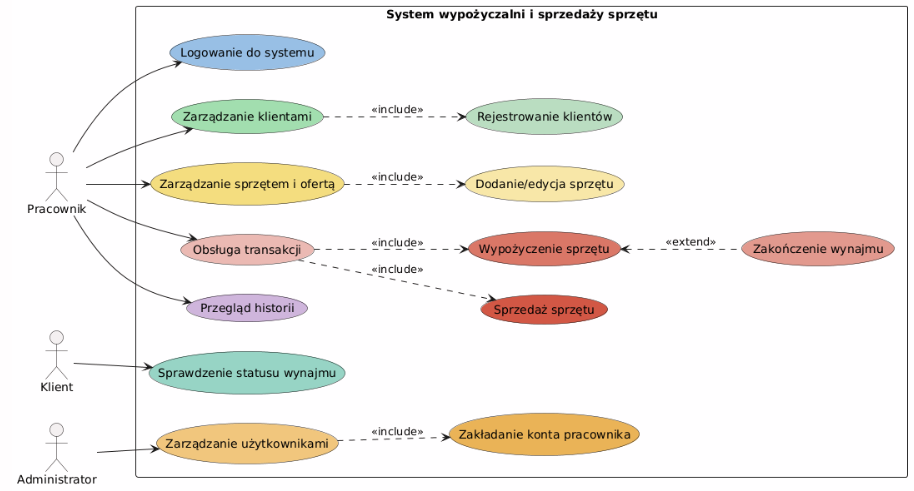 System wypożyczalni i sprzedaży sprzętu
Logowanie do systemu
Zarządzanie klientami
«include»
Rejestrowanie klientów
Pracownik
Zarządzanie sprzętem i ofertą
«include»
Dodanie/edycja sprzętu
Obsługa transakcji
«include»
Wypożyczenie sprzętu
«extend»
Zakończenie wynajmu
«include»
Sprzedaż sprzętu
Przegląd historii
Klient
Sprawdzenie statusu wynajmu
Administrator
Zarządzanie użytkownikami
«include»
Zakładanie konta pracownika